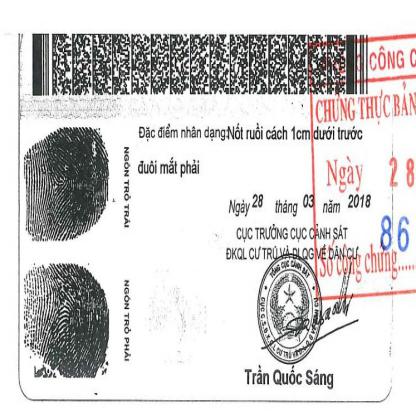 CÔNG C
CHỨNG THỰC BẢN
Đặc điểm nhân dạng:Nốt ruồi cách 1cm dưới trước
đuôi mắt phải
NGÓN TRỎ TRÁI
Ngày 28
Ngày 28 tháng 03 năm 2018
CỤC TRƯỞNG CỤC CẢNH SÁT
ĐKQL CƯ TRÚ VÀ DLQG VỀ DÂN CƯ
86
Số công chứng......
NGÓN TRỎ PHẢI
Trần Quốc Sáng